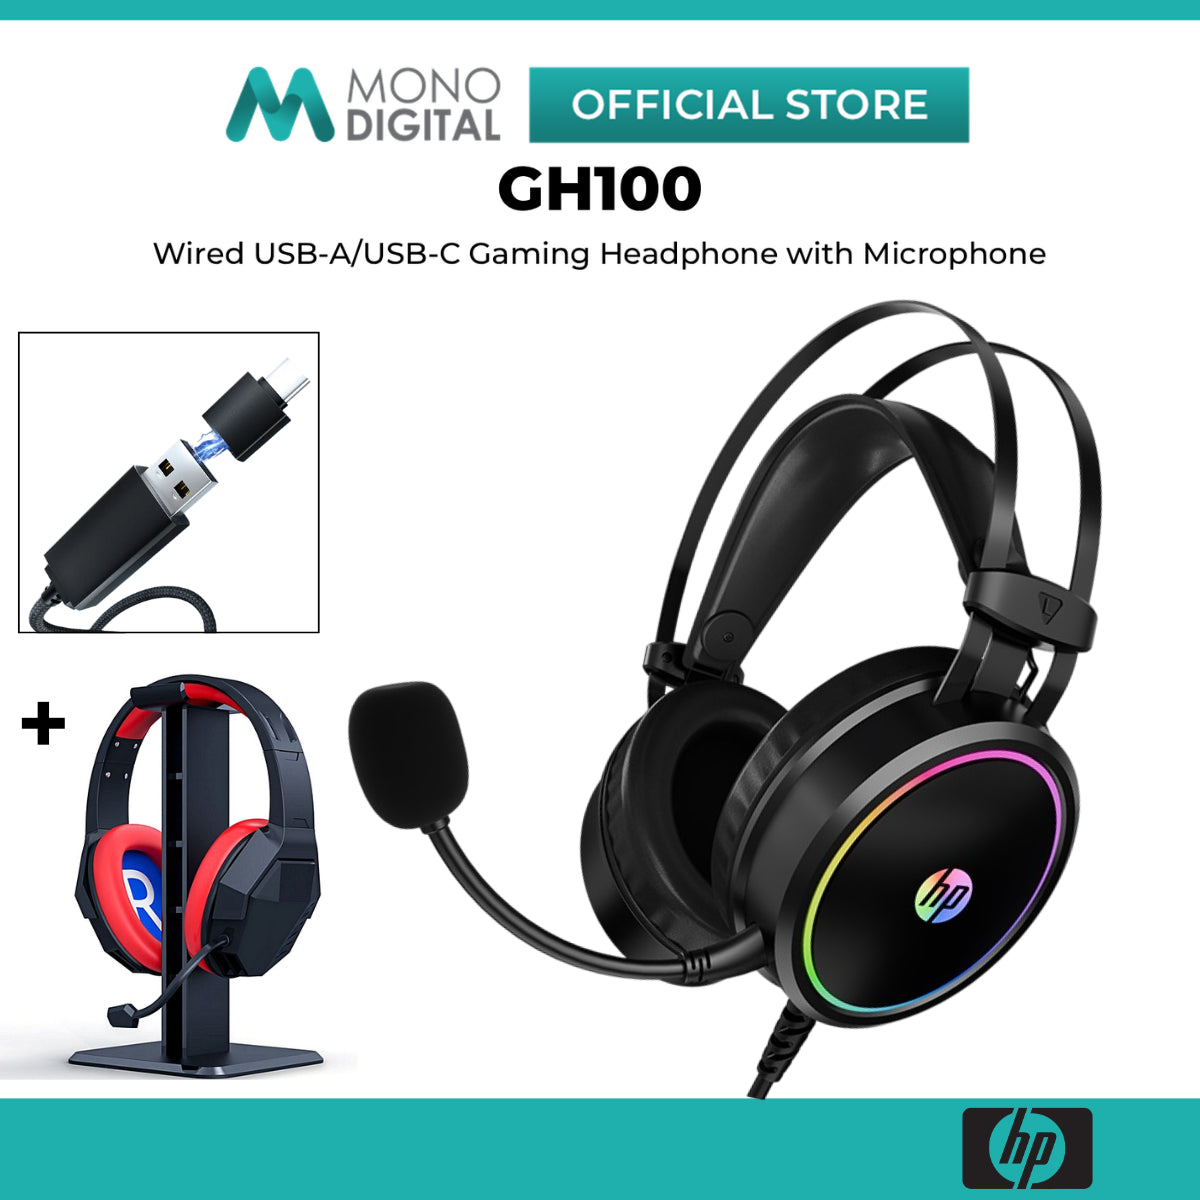 MONO
DIGITAL
OFFICIAL STORE
GH100
Wired USB-A/USB-C Gaming Headphone with Microphone
+
R
hp
hp